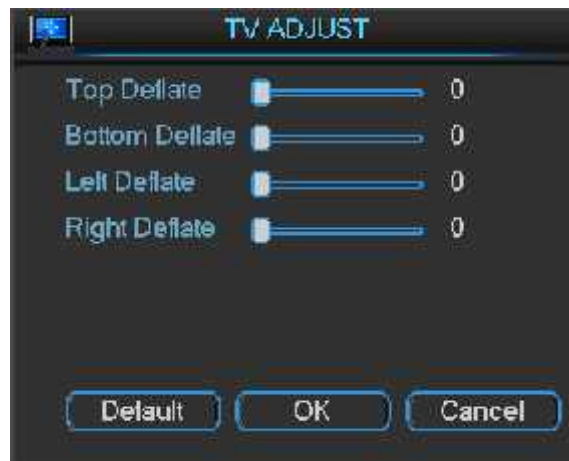 TV ADJUST
Top Deflate 0
Bottom Deflate 0
Left Deflate 0
Right Deflate 0
Default OK Cancel